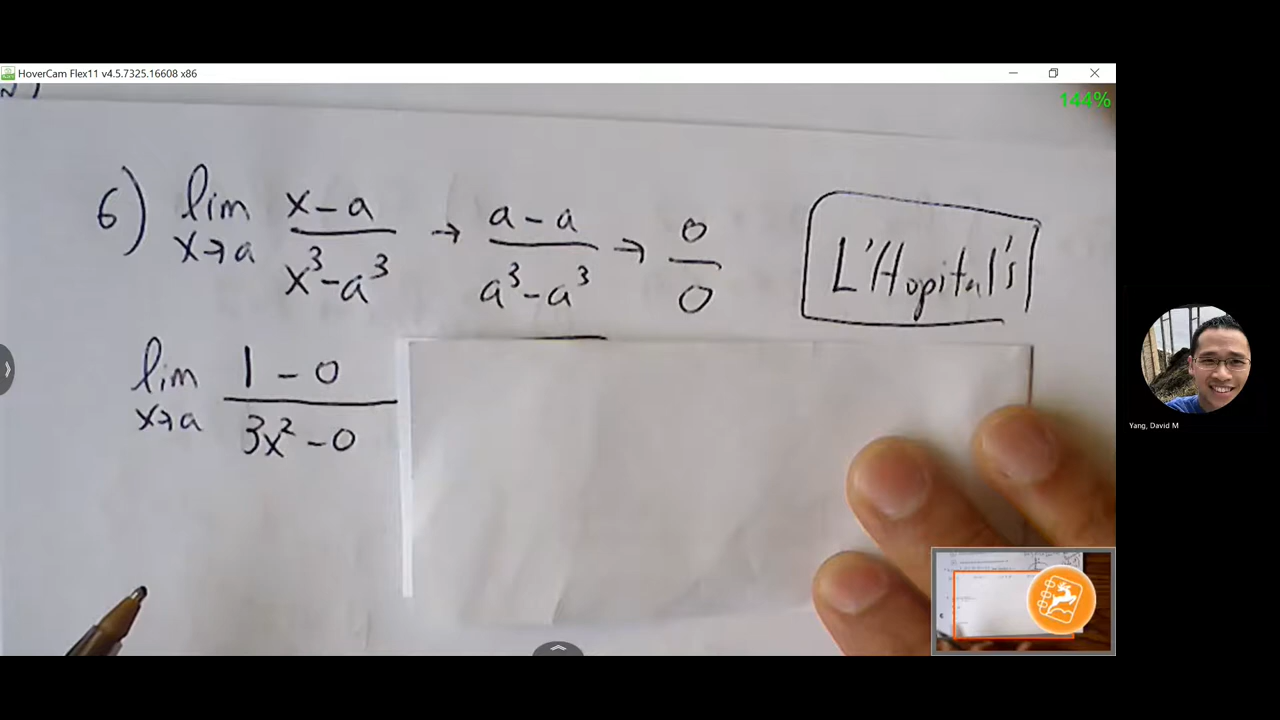 HoverCam Flex11 v4.5.7325.16608 x86
144%
6) lim x→a (x-a)/(x³-a³) → (a-a)/(a³-a³) → 0/0 L'Hopital's
lim x→a (1-0)/(3x²-0)
Yang, David M